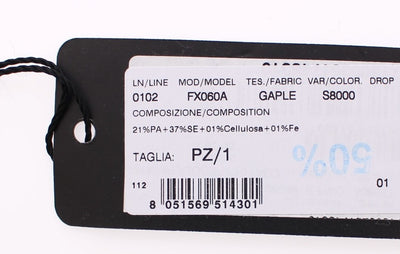 LN/LINE MOD/MODEL TES./FABRIC VAR/COLOR. DROP
0102 FX060A GAPLE S8000
COMPOSIZIONE/COMPOSITION
21%PA+37%SE+01%Cellulosa+01%Fe
TAGLIA: PZ/1
50%
112
01
8 051569 514301